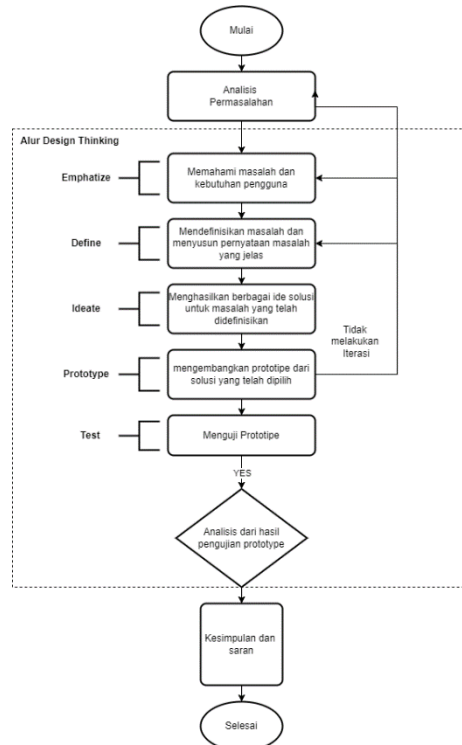 Mulai
Analisis
Permasalahan
Alur Design Thinking
Emphatize
Memahami masalah dan
kebutuhan pengguna
Define
Mendefinisikan masalah dan
menyusun pernyataan masalah
yang jelas
Ideate
Menghasilkan berbagai ide solusi
untuk masalah yang telah
didefinisikan
Tidak
melakukan
Iterasi
Prototype
mengembangkan prototipe dari
solusi yang telah dipilih
Test
Menguji Prototipe
YES
Analisis dari hasil
pengujian prototype
Kesimpulan dan
saran
Selesai